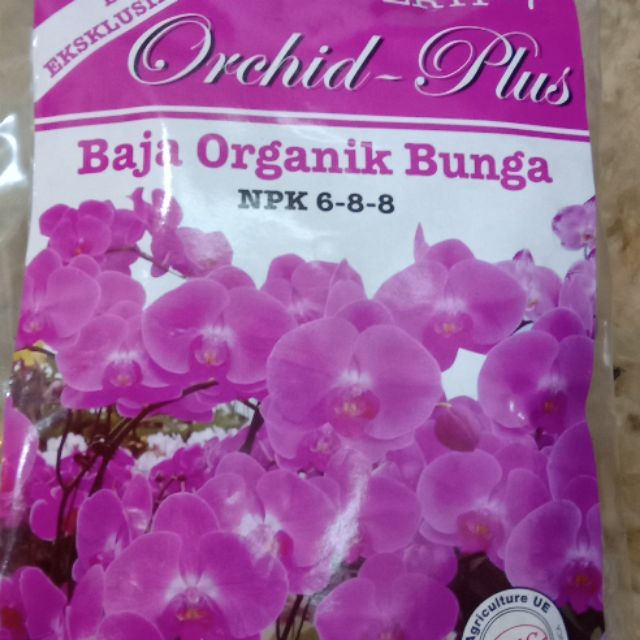 EKSKLUSIF
Orchid-Plus
Baja Organik Bunga
NPK 6-8-8
Agriculture UE